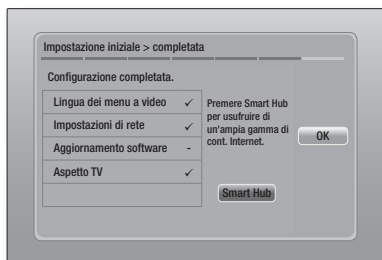 Impostazione iniziale > completata
Configurazione completata.
Lingua dei menu a video ✓
Impostazioni di rete ✓
Aggiornamento software -
Aspetto TV ✓
Premere Smart Hub
per usufruire di
un'ampia gamma di
cont. Internet.
Smart Hub
OK